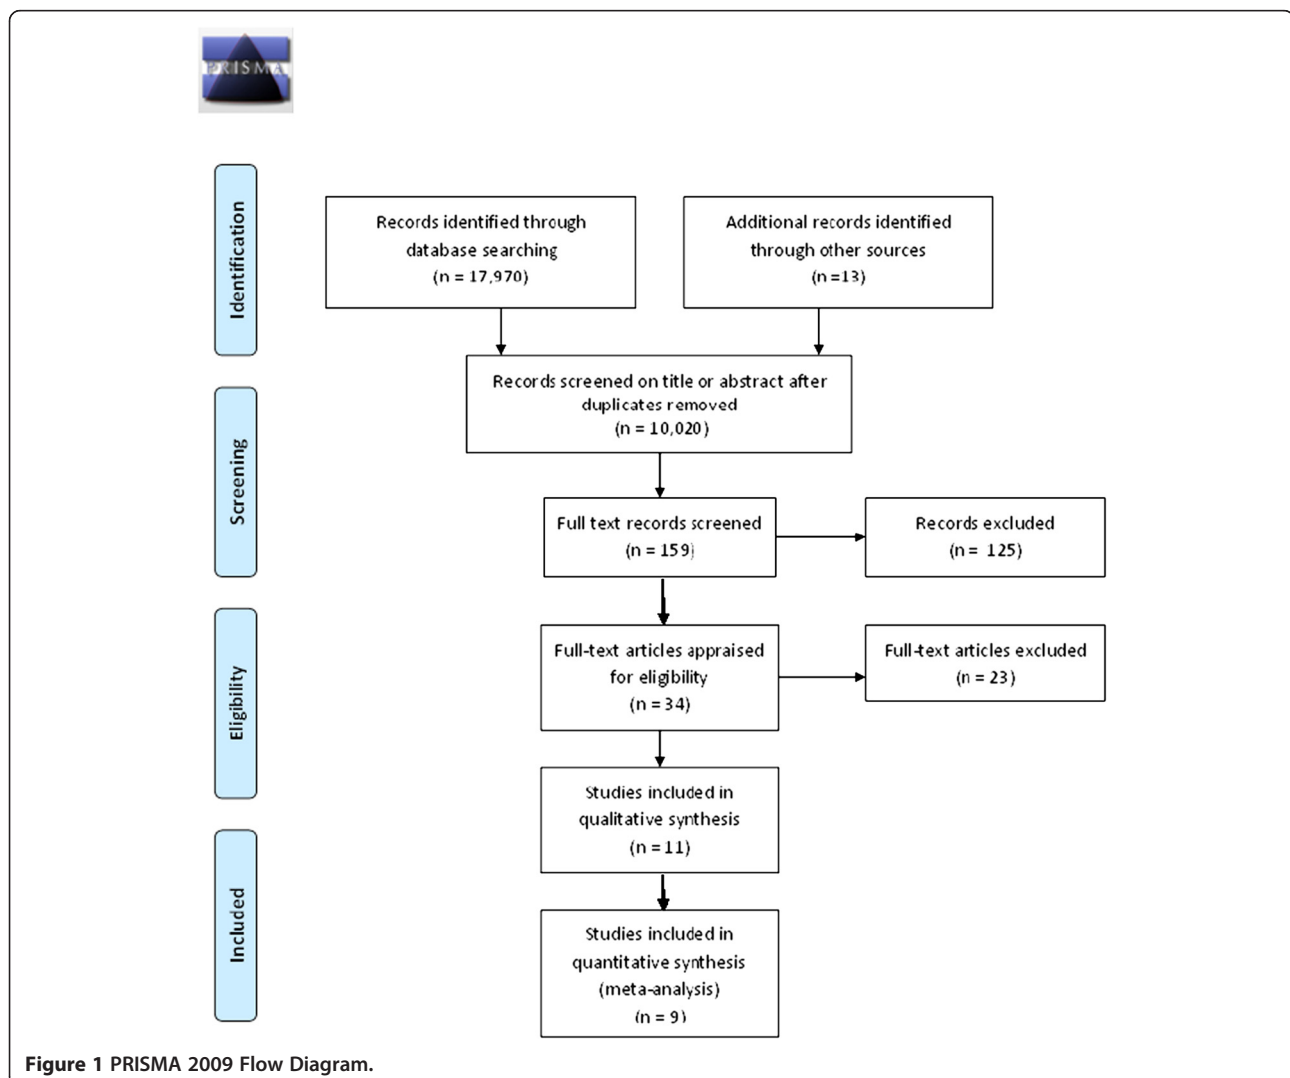 PRISMA
Identification
Records identified through
database searching
(n = 17,970)
Additional records identified
through other sources
(n =13)
Records screened on title or abstract after
duplicates removed
(n = 10,020)
Screening
Full text records screened
(n = 159)
Records excluded
(n = 125)
Eligibility
Full-text articles appraised
for eligibility
(n = 34)
Full-text articles excluded
(n = 23)
Studies included in
qualitative synthesis
(n = 11)
Included
Studies included in
quantitative synthesis
(meta-analysis)
(n = 9)
Figure 1 PRISMA 2009 Flow Diagram.